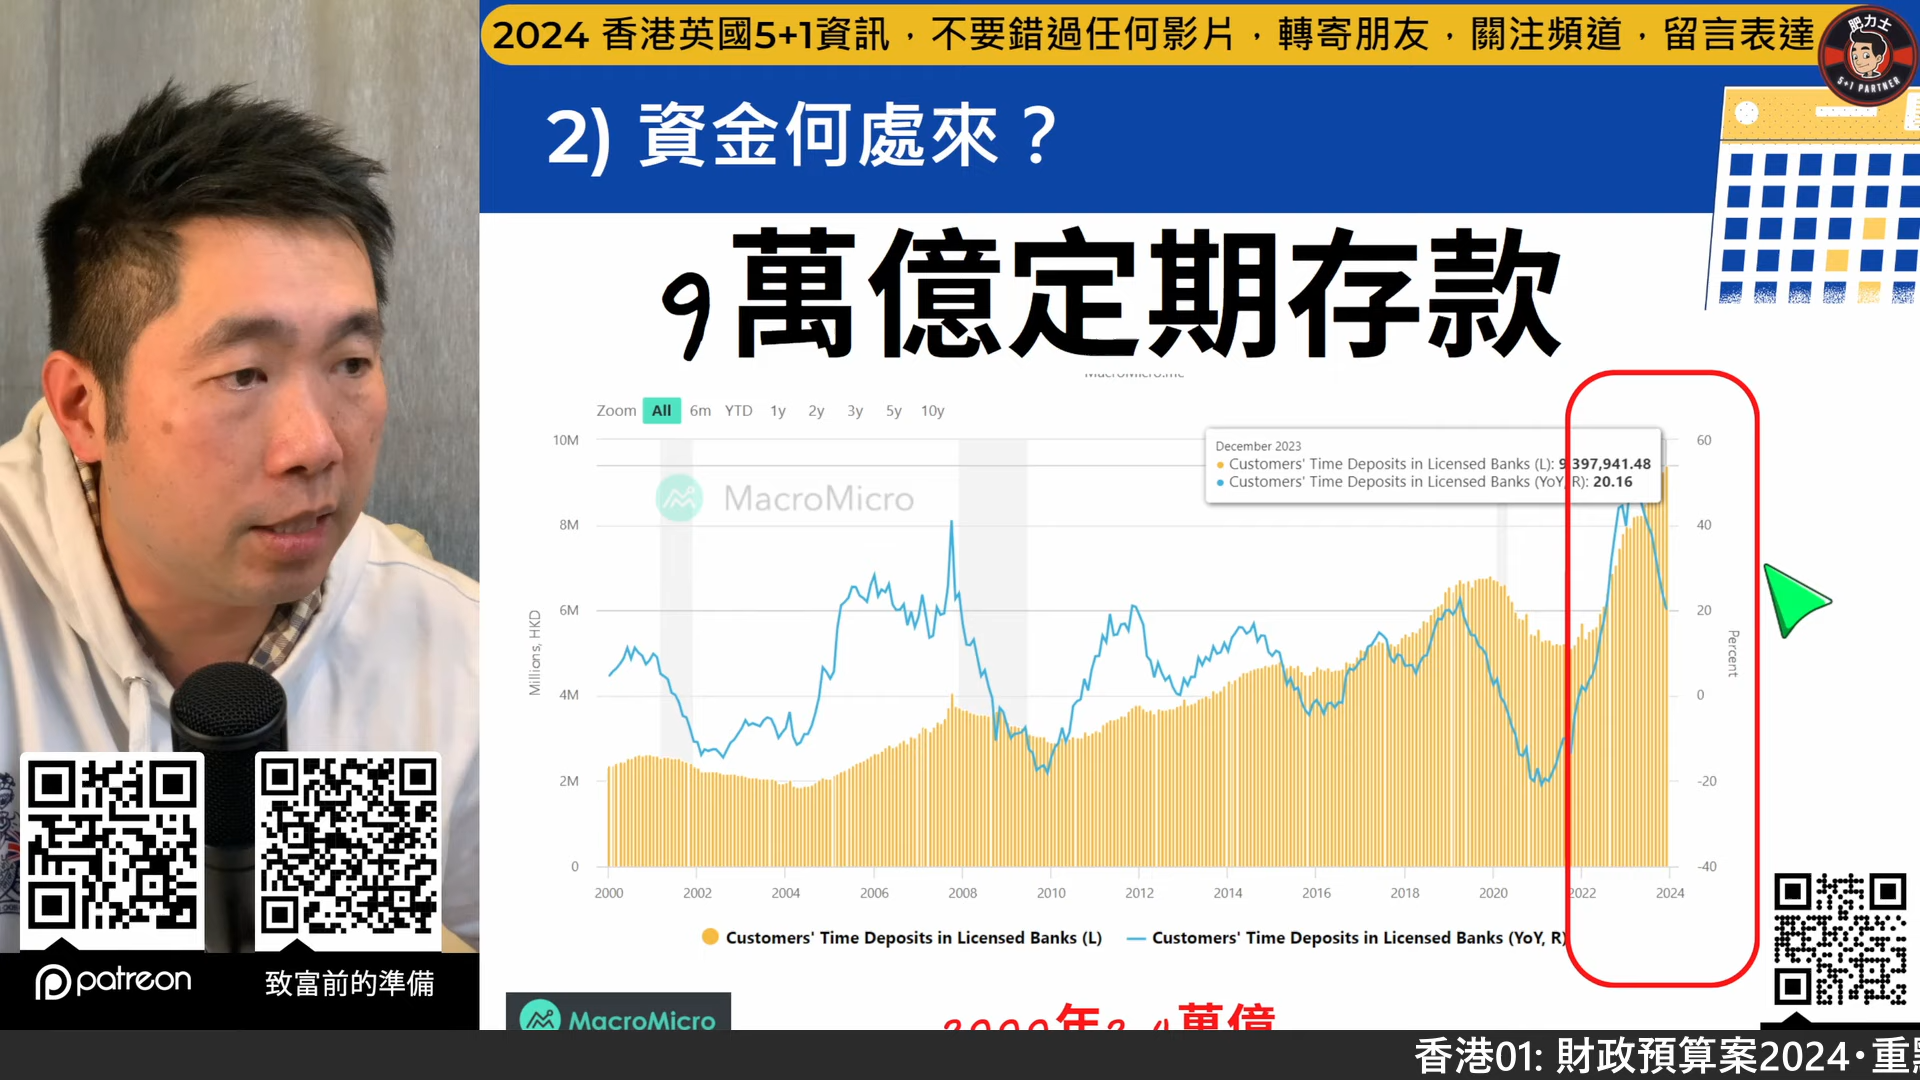 2024 香港英國5+1資訊，不要錯過任何影片，轉寄朋友，關注頻道，留言表達
肥力士
5+1 PARTNER
2) 資金何處來？
9萬億定期存款
MacroMicro.me
Zoom All 6m YTD 1y 2y 3y 5y 10y
10M
8M
6M
4M
2M
0
Millions, HKD
MacroMicro
December 2023
Customers' Time Deposits in Licensed Banks (L): 9,397,941.48
Customers' Time Deposits in Licensed Banks (YoY, R): 20.16
60
40
20
0
-20
-40
Percent
2000 2002 2004 2006 2008 2010 2012 2014 2016 2018 2020 2022 2024
Customers' Time Deposits in Licensed Banks (L)
Customers' Time Deposits in Licensed Banks (YoY, R)
patreon
致富前的準備
MacroMicro
香港01: 財政預算案2024·重